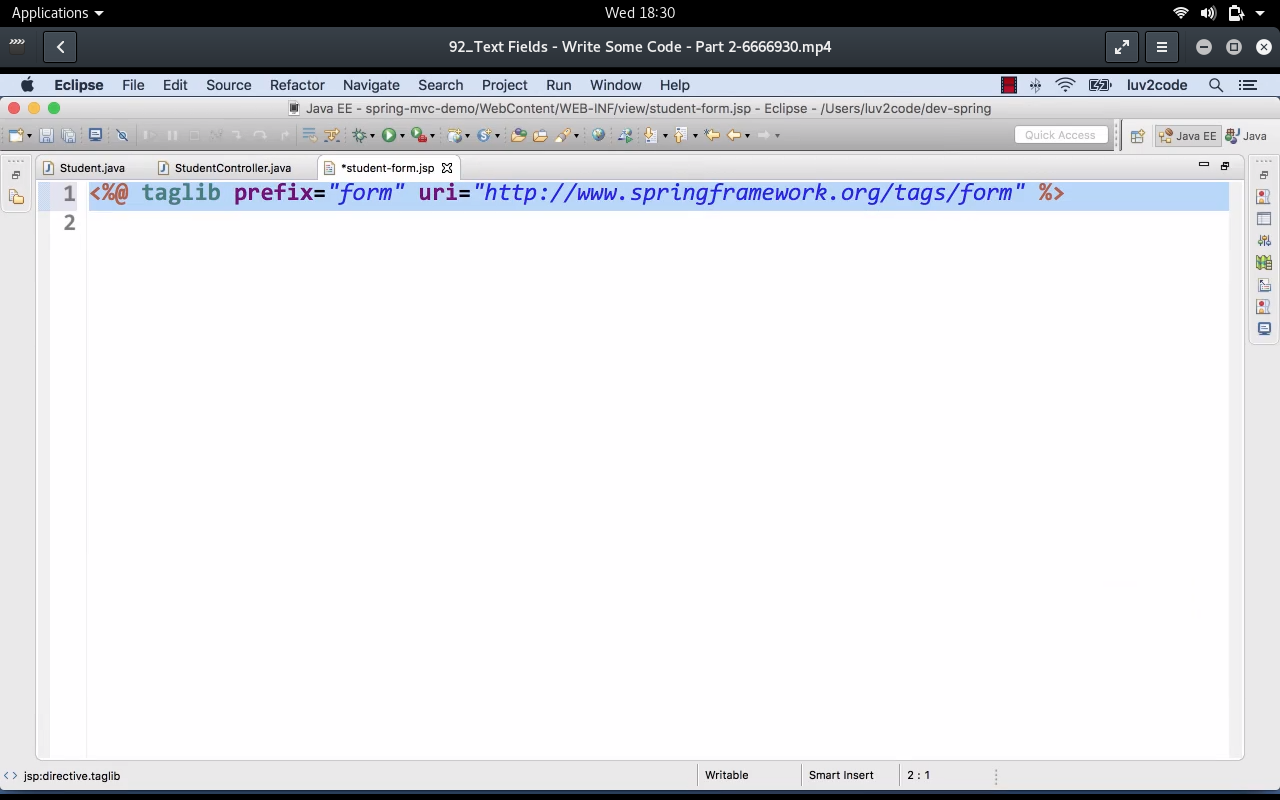 Applications
Wed 18:30
92_Text Fields - Write Some Code - Part 2-6666930.mp4
Eclipse File Edit Source Refactor Navigate Search Project Run Window Help luv2code
Java EE - spring-mvc-demo/WebContent/WEB-INF/view/student-form.jsp - Eclipse - /Users/luv2code/dev-spring
Quick Access Java EE Java
Student.java StudentController.java *student-form.jsp
1 <%@ taglib prefix="form" uri="http://www.springframework.org/tags/form" %>
2
<> jsp:directive.taglib Writable Smart Insert 2 : 1